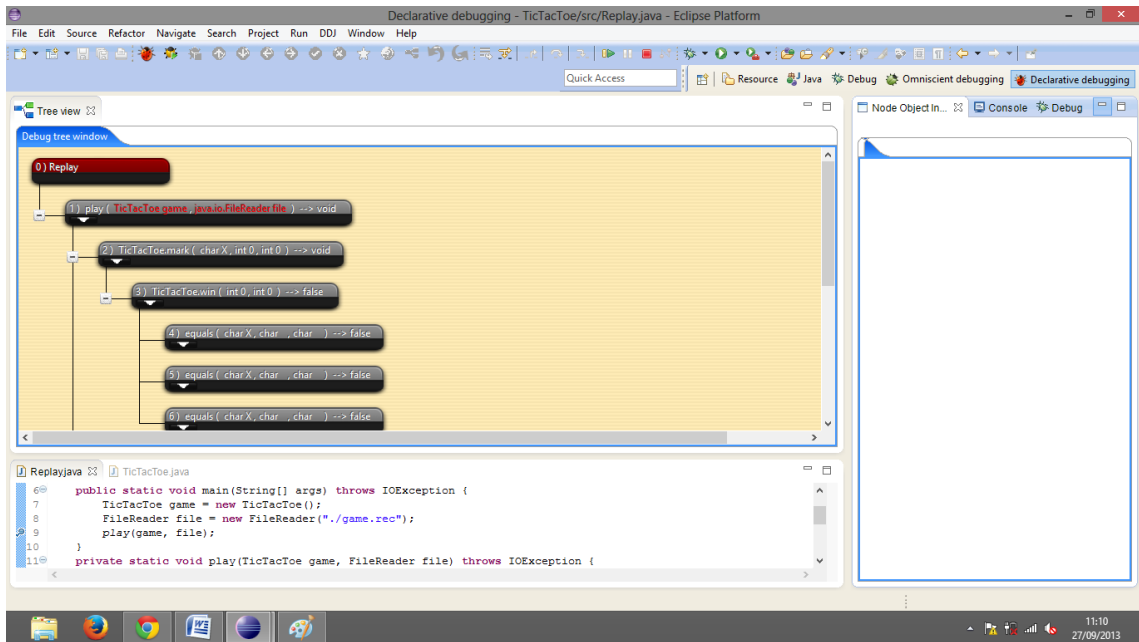 Declarative debugging - TicTacToe/src/Replay.java - Eclipse Platform
File Edit Source Refactor Navigate Search Project Run DDJ Window Help
Quick Access Resource Java Debug Omniscient debugging Declarative debugging
Tree view
Debug tree window
0 ) Replay
1 ) play ( TicTacToe game , java.io.FileReader file ) --> void
2 ) TicTacToe.mark ( char X , int 0 , int 0 ) --> void
3 ) TicTacToe.win ( int 0 , int 0 ) --> false
4 ) equals ( char X , char , char ) --> false
5 ) equals ( char X , char , char ) --> false
6 ) equals ( char X , char , char ) --> false
Node Object In... Console Debug
Replay.java TicTacToe.java
6 public static void main(String[] args) throws IOException {
7 TicTacToe game = new TicTacToe();
8 FileReader file = new FileReader("./game.rec");
9 play(game, file);
10 }
11 private static void play(TicTacToe game, FileReader file) throws IOException {
11:10
27/09/2013